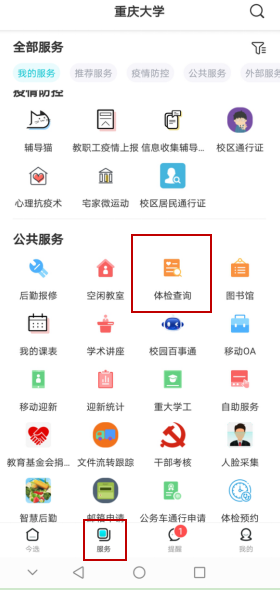 重庆大学
全部服务
我的服务 推荐服务 疫情防控 公共服务 外部服务
疫情防控
辅导猫 教职工疫情上报 信息收集辅导... 校区通行证
心理抗疫术 宅家微运动 校区居民通行证
公共服务
后勤报修 空闲教室 体检查询 图书馆
我的课表 学术讲座 校园百事通 移动OA
移动迎新 迎新统计 重大学工 自助服务
教育基金会捐... 文件流转跟踪 干部考核 人脸采集
智慧后勤 邮箱申请 公务车通行申请 体检预约
1
今选 服务 提醒 我的